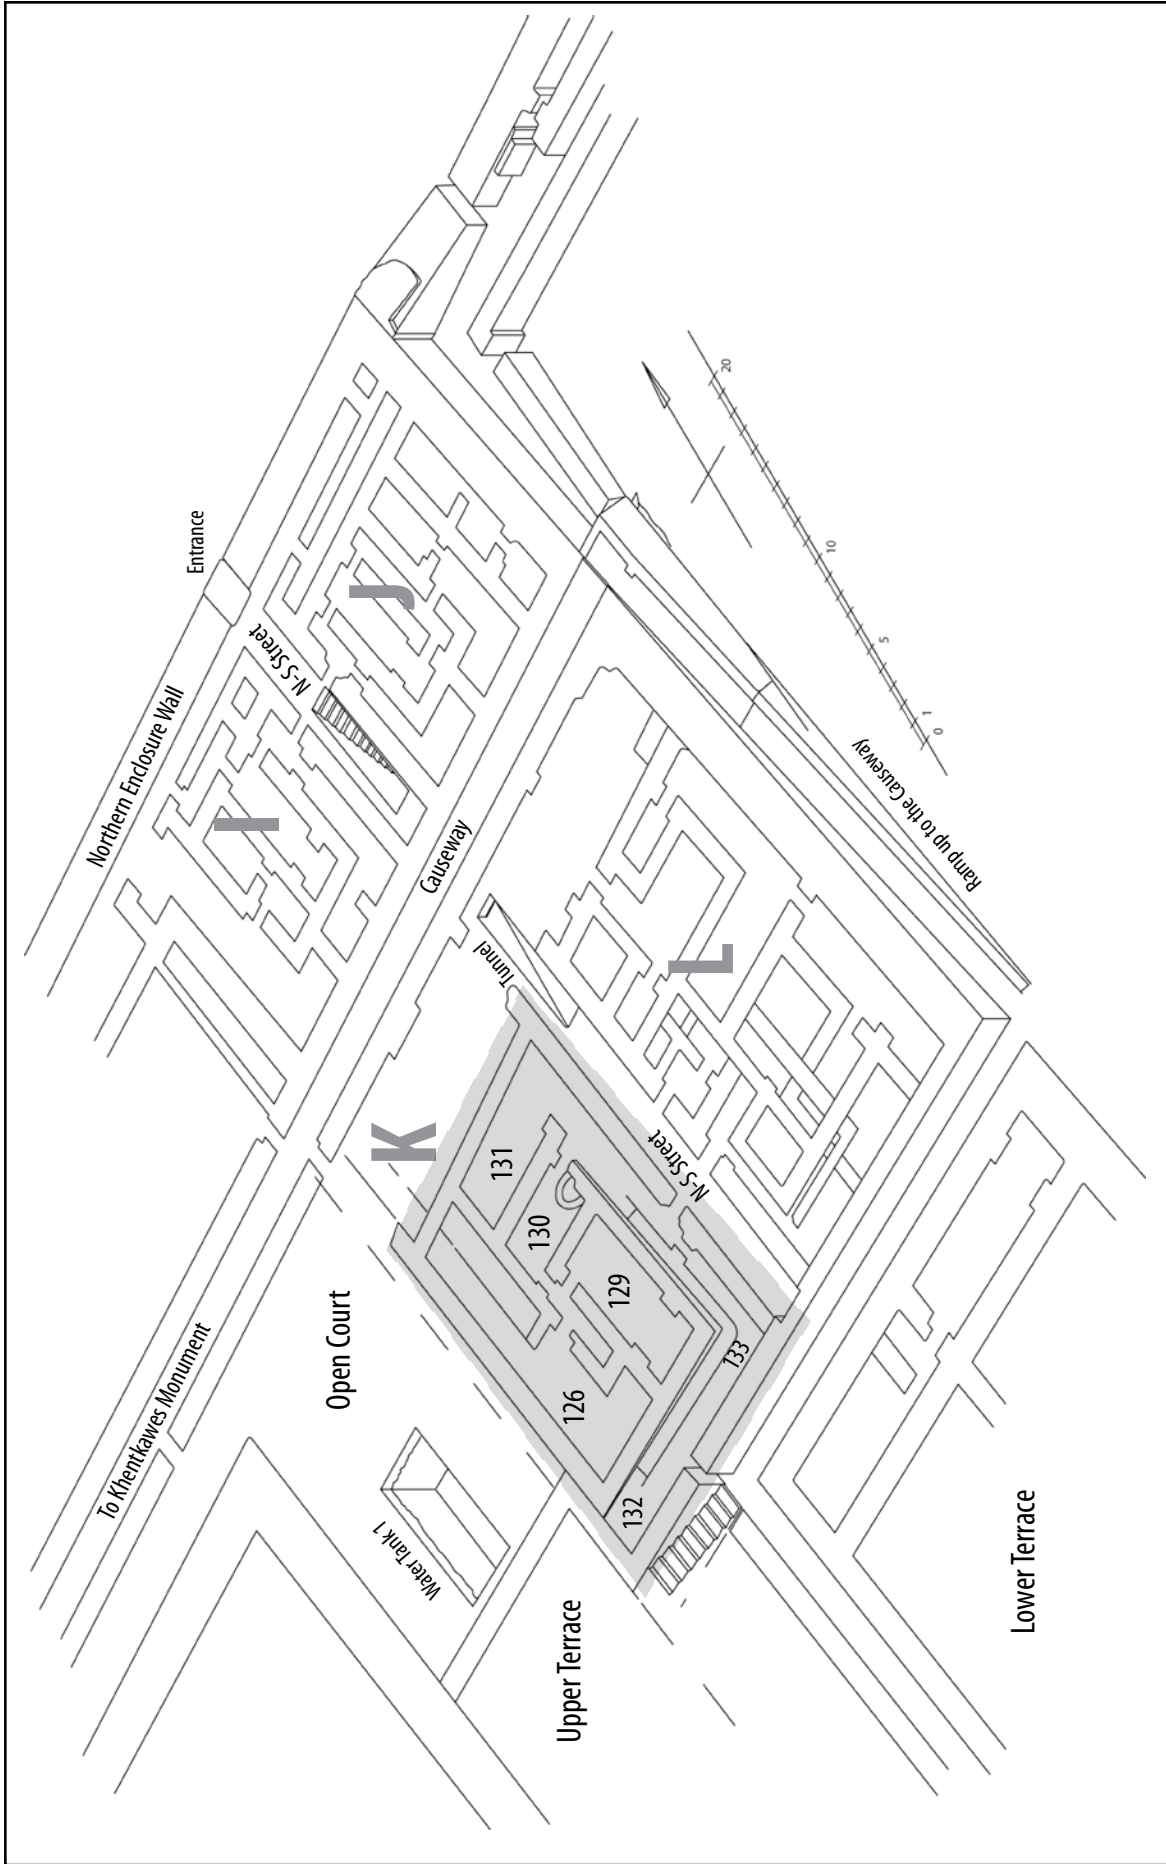 Entrance
Northern Enclosure Wall
N-S Street
I
J
Causeway
To Khentkawes Monument
Open Court
Water Tank 1
K
Tunnel
L
N-S Street
131
130
129
126
133
132
Upper Terrace
Lower Terrace
Ramp up to the Causeway
0
1
5
10
20